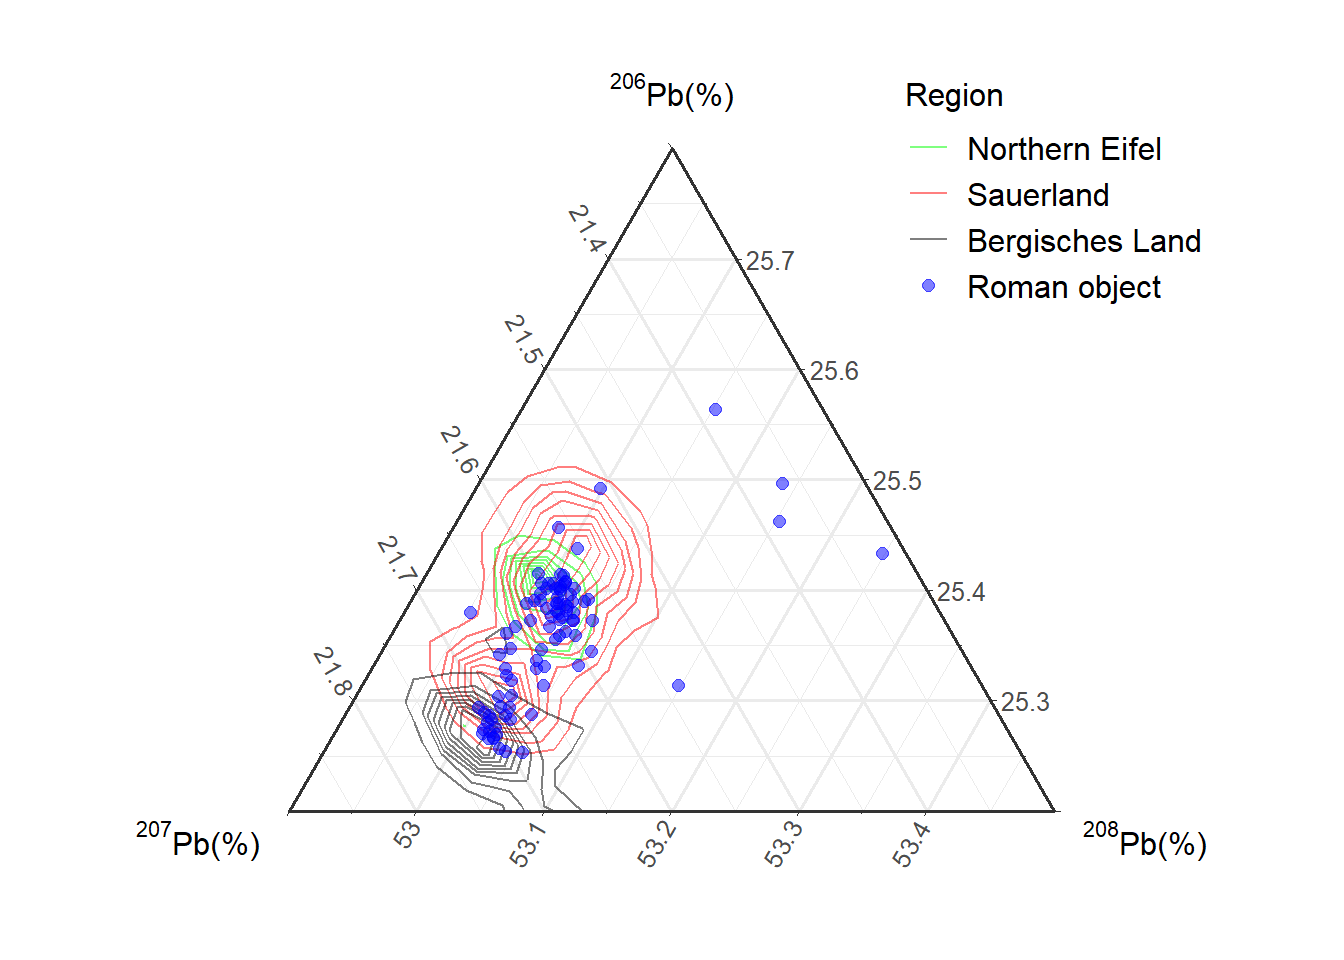 ²⁰⁶Pb(%)
Region
Northern Eifel
Sauerland
Bergisches Land
Roman object
21.4
21.5
21.6
21.7
21.8
25.7
25.6
25.5
25.4
25.3
53
53.1
53.2
53.3
53.4
²⁰⁷Pb(%)
²⁰⁸Pb(%)